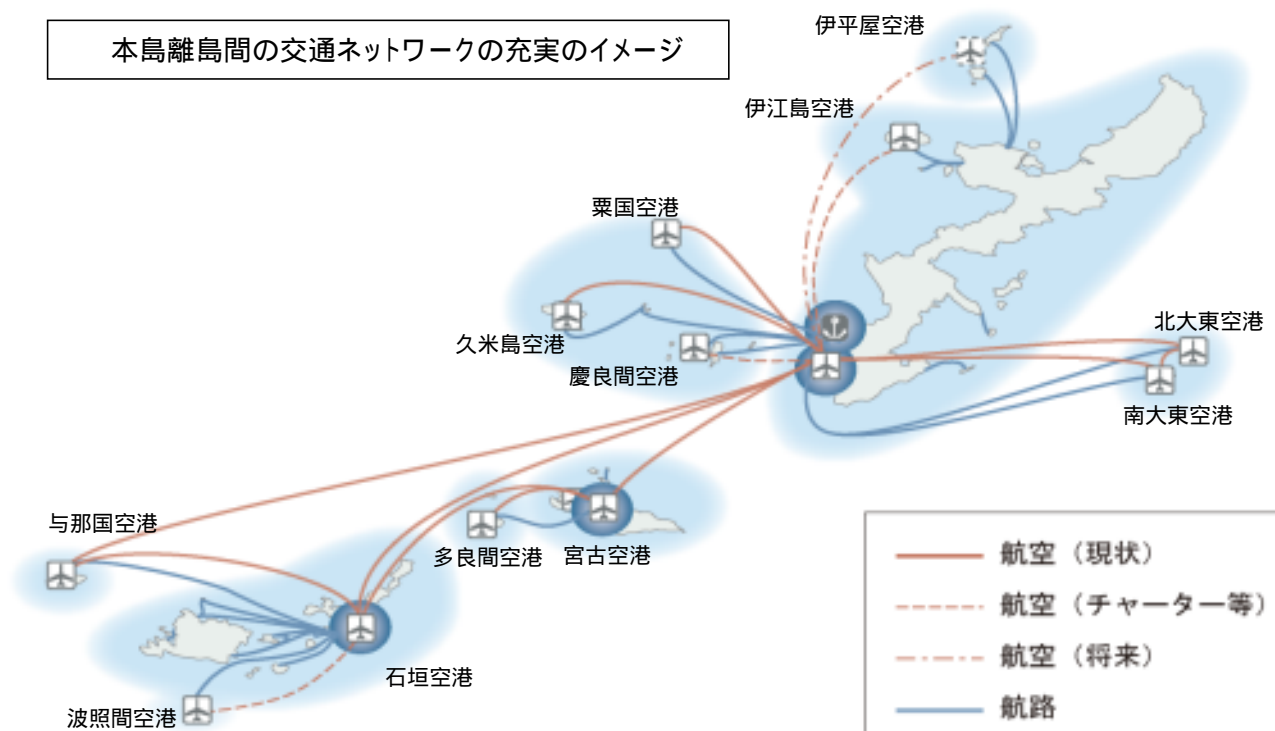 本島離島間の交通ネットワークの充実のイメージ
伊平屋空港
伊江島空港
粟国空港
久米島空港
慶良間空港
北大東空港
南大東空港
与那国空港
多良間空港
宮古空港
石垣空港
波照間空港
航空（現状）
航空（チャーター等）
航空（将来）
航路